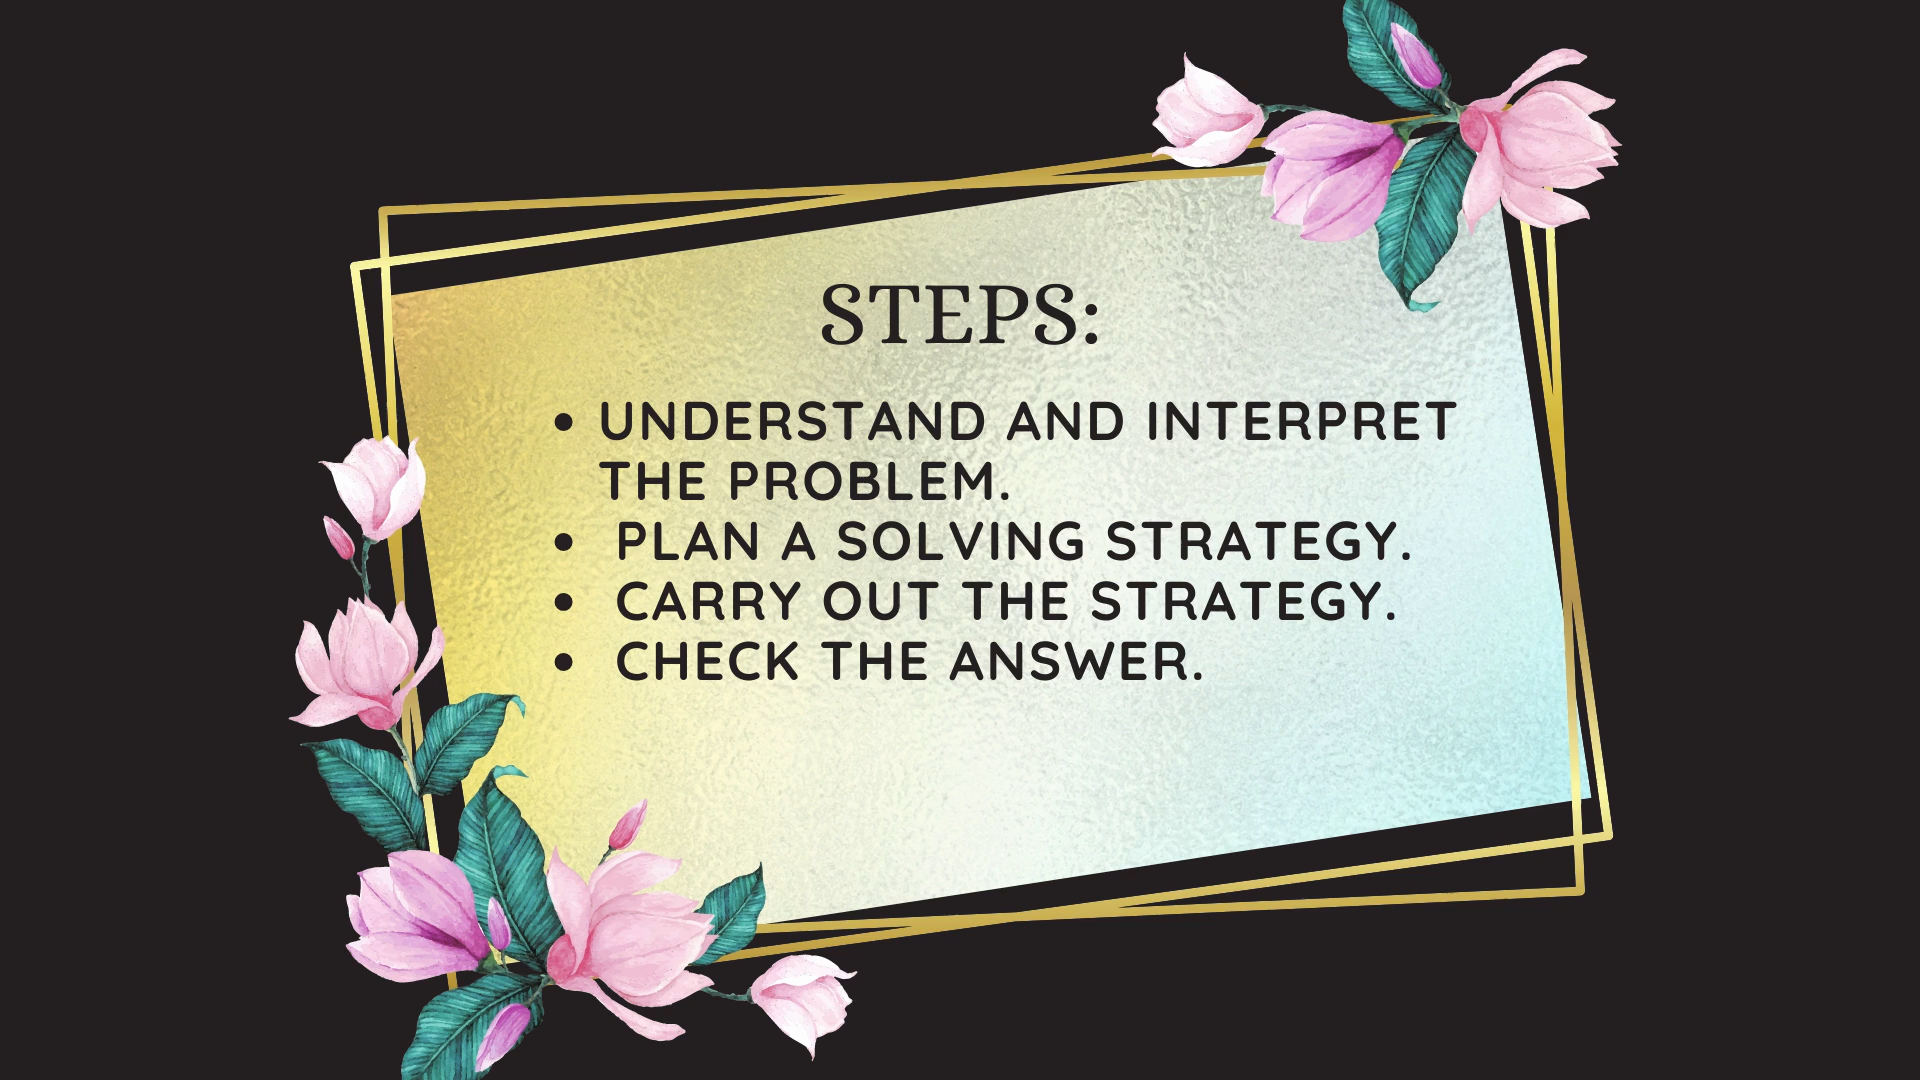 STEPS:
• UNDERSTAND AND INTERPRET
THE PROBLEM.
• PLAN A SOLVING STRATEGY.
• CARRY OUT THE STRATEGY.
• CHECK THE ANSWER.